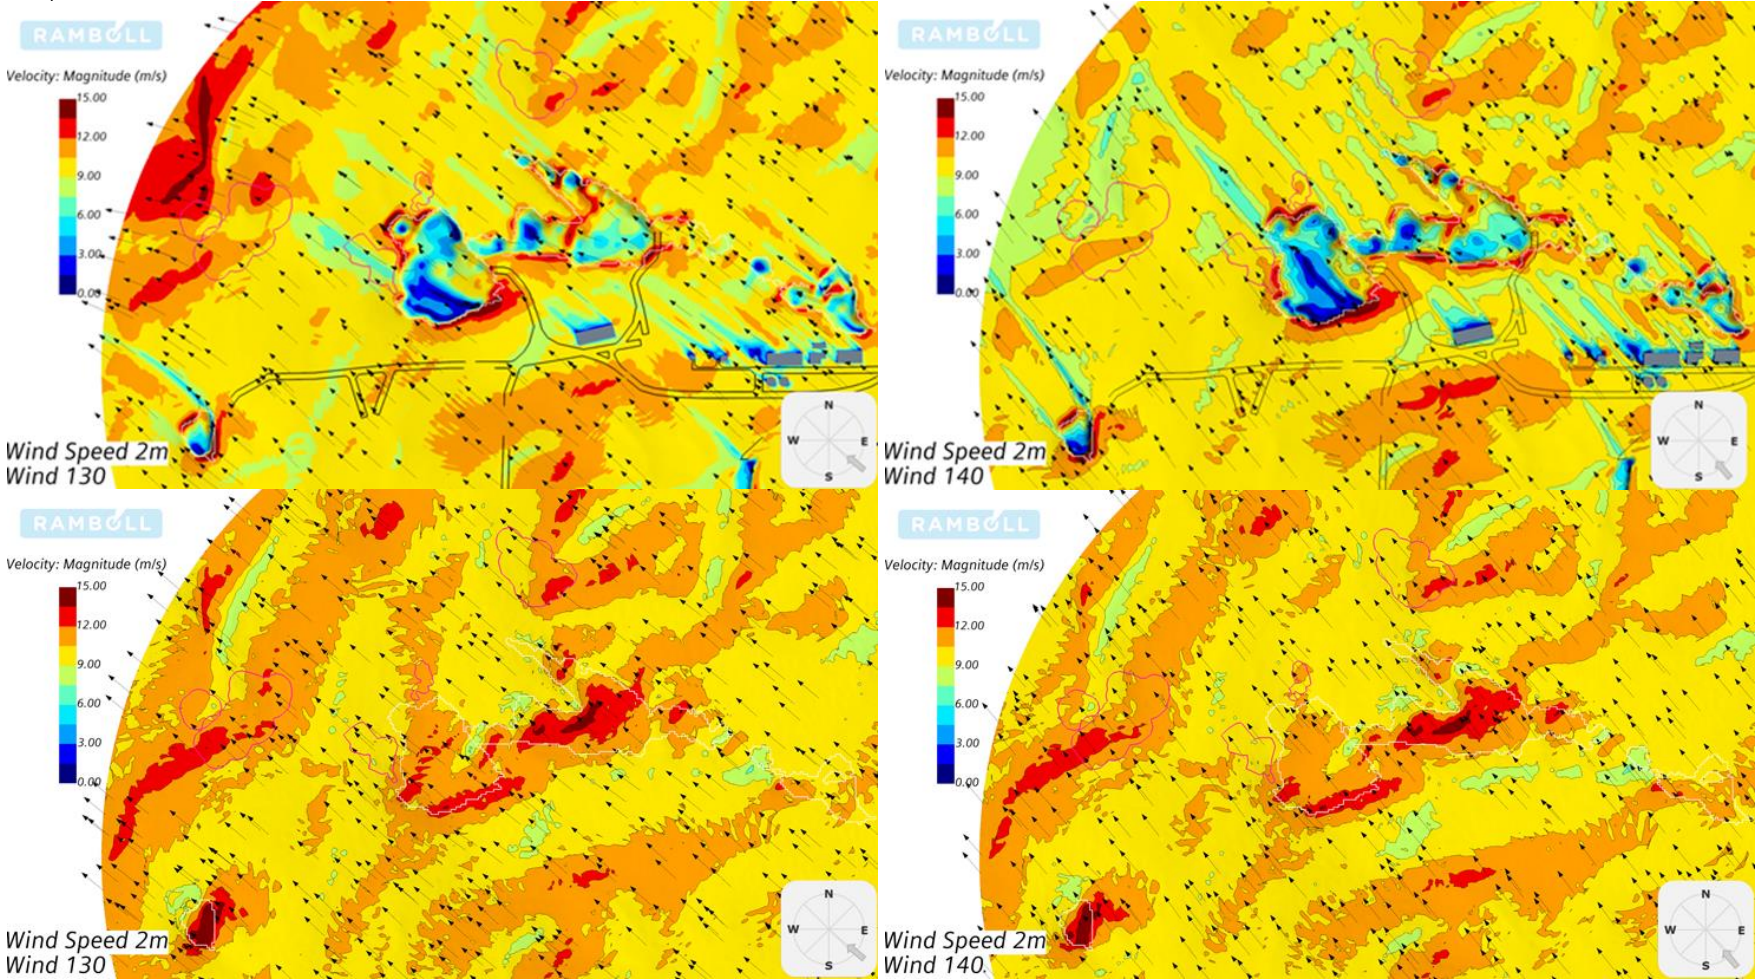 RAMBOLL
Velocity: Magnitude (m/s)
15.00
12.00
9.00
6.00
3.00
0.00
N
W E
S
Wind Speed 2m
Wind 130
RAMBOLL
Velocity: Magnitude (m/s)
15.00
12.00
9.00
6.00
3.00
0.00
N
W E
S
Wind Speed 2m
Wind 140
RAMBOLL
Velocity: Magnitude (m/s)
15.00
12.00
9.00
6.00
3.00
0.00
N
W E
S
Wind Speed 2m
Wind 130
RAMBOLL
Velocity: Magnitude (m/s)
15.00
12.00
9.00
6.00
3.00
0.00
N
W E
S
Wind Speed 2m
Wind 140.